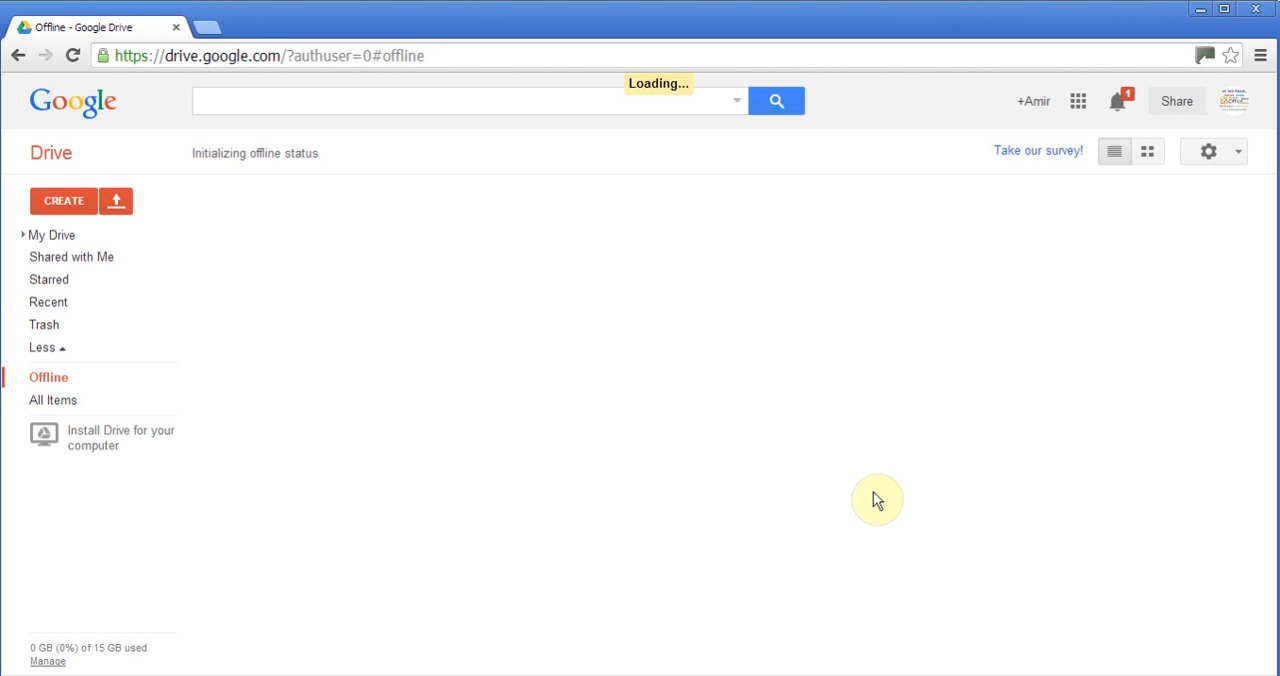 Offline - Google Drive
https://drive.google.com/?authuser=0#offline
Loading...
Google
+Amir
1
Share
Drive
Initializing offline status
Take our survey!
CREATE
My Drive
Shared with Me
Starred
Recent
Trash
Less
Offline
All Items
Install Drive for your
computer
0 GB (0%) of 15 GB used
Manage